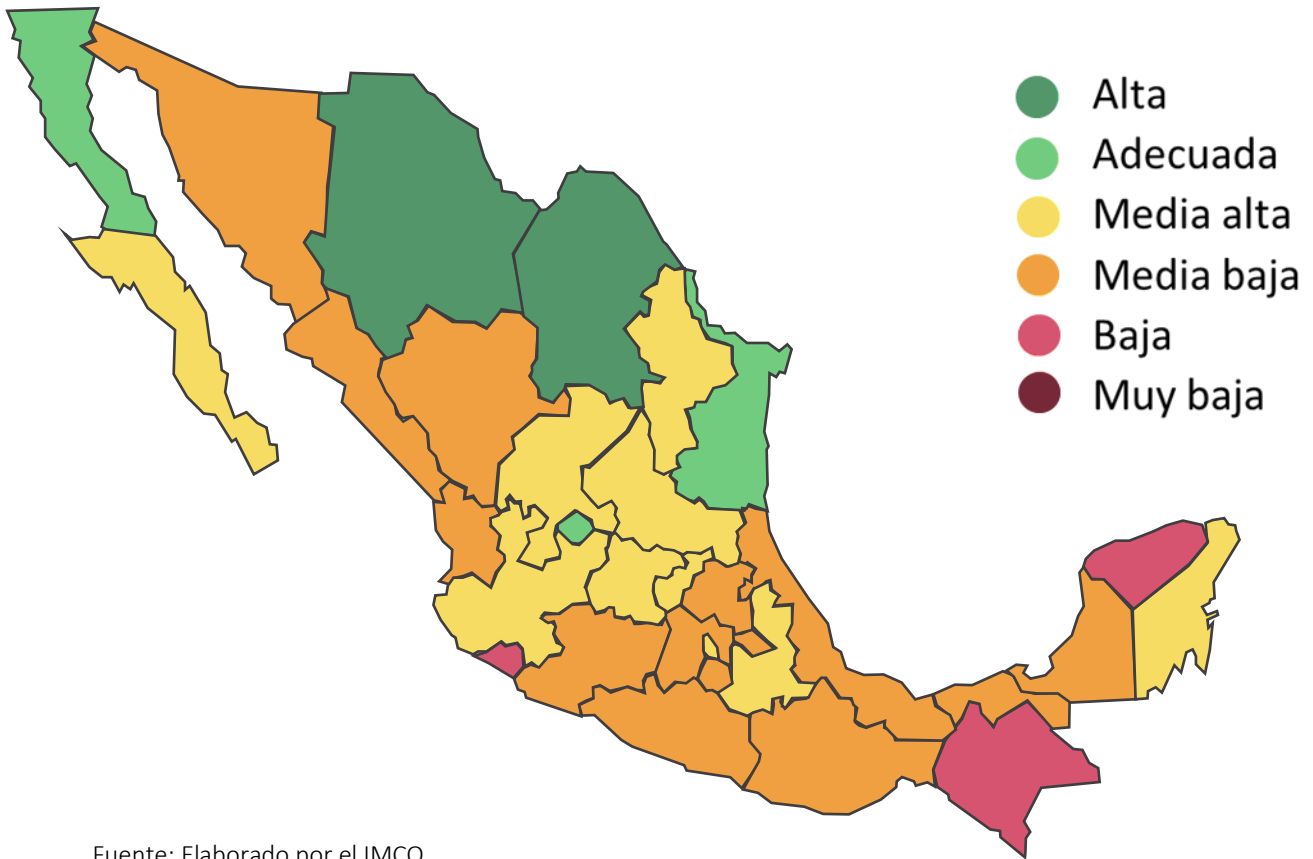 Alta
Adecuada
Media alta
Media baja
Baja
Muy baja
Fuente: Elaborado por el IMCO